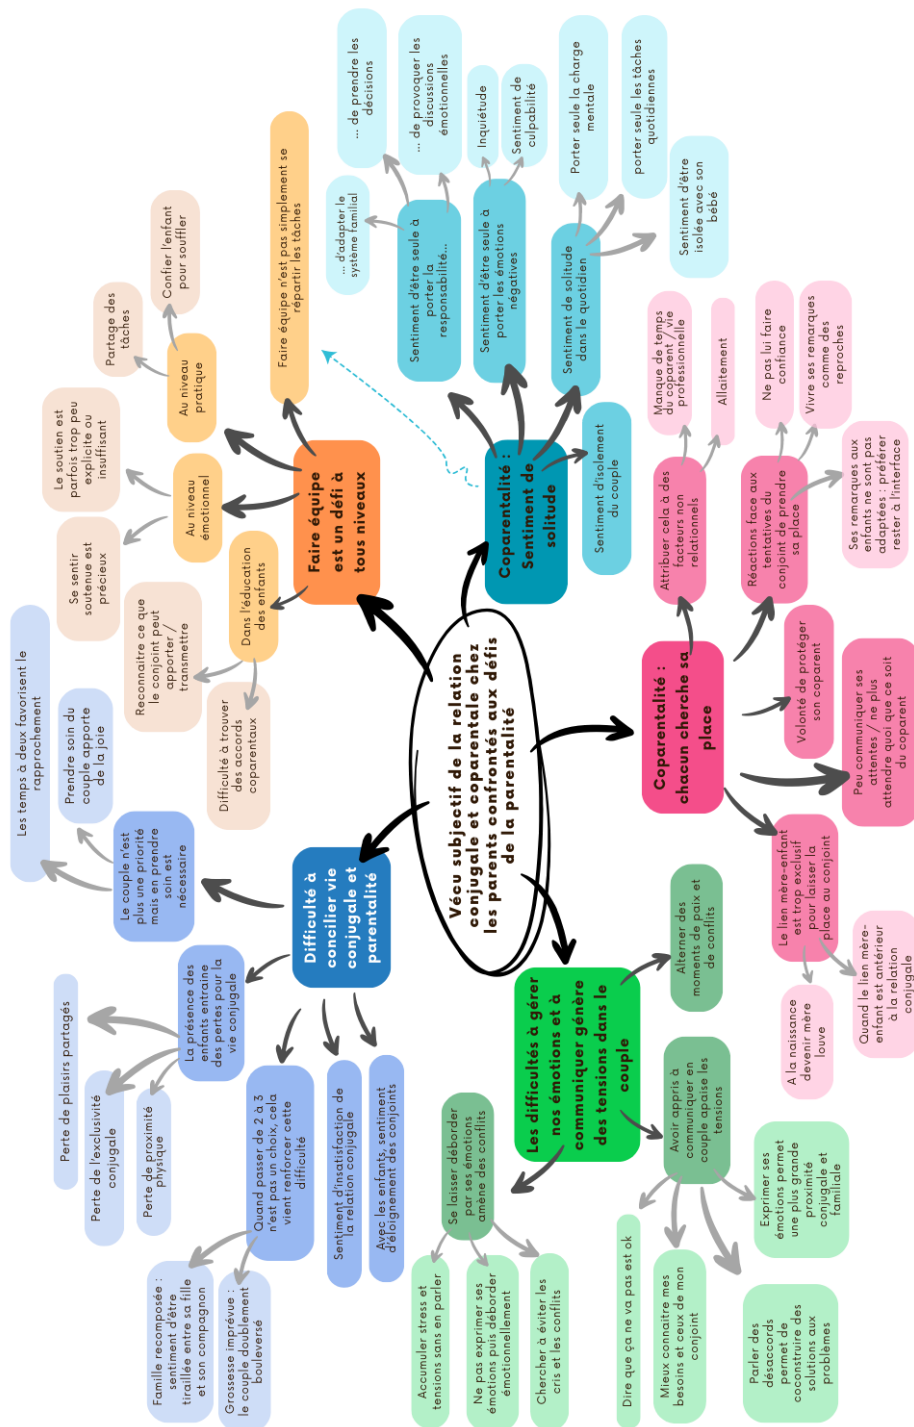 Vécu subjectif de la relation
conjugale et coparentale chez
les parents confrontés aux défis
de la parentalité
Difficulté à
concilier vie
conjugale et
parentalité
Le couple n'est
plus une priorité
mais en prendre
soin est
nécessaire
Les temps à deux favorisent le
rapprochement
Prendre soin du
couple apporte
de la joie
La présence des
enfants entraine
des pertes pour la
vie conjugale
Perte de plaisirs partagés
Perte de l'exclusivité
conjugale
Perte de proximité
physique
Quand passer de 2 à 3
n'est pas un choix, cela
vient renforcer cette
difficulté
Famille recomposée :
sentiment d'être
tiraillée entre sa fille
et son compagnon
Grossesse imprévue :
le couple doublement
bouleversé
Sentiment d'insatisfaction de
la relation conjugale
Avec les enfants, sentiment
d'éloignement des conjoints
Faire équipe
est un défi à
tous niveaux
Dans l'éducation
des enfants
Reconnaitre ce que
le conjoint peut
apporter /
transmettre
Difficulté à trouver
des accords
coparentaux
Au niveau
émotionnel
Se sentir
soutenue est
précieux
Le soutien est
parfois trop peu
explicite ou
insuffisant
Au niveau
pratique
Partage des
tâches
Confier l'enfant
pour souffler
Faire équipe n'est pas simplement se
répartir les tâches
Coparentalité :
Sentiment de
solitude
Sentiment d'être seule à
porter la
responsabilité...
... d'adapter le
système familial
... de prendre les
décisions
... de provoquer les
discussions
émotionnelles
Sentiment d'être seule à
porter les émotions
négatives
Inquiétude
Sentiment de
culpabilité
Sentiment de solitude
dans le quotidien
Porter seule la charge
mentale
porter seule les tâches
quotidiennes
Sentiment d'être
isolée avec son
bébé
Sentiment d'isolement
du couple
Coparentalité :
chacun cherche sa
place
Attribuer cela à des
facteurs non
relationnels
Manque de temps
du coparent / vie
professionnelle
Allaitement
Réactions face aux
tentatives du
conjoint de prendre
sa place
Ne pas lui faire
confiance
Vivre ses remarques
comme des
reproches
Ses remarques aux
enfants ne sont pas
adaptées : préférer
rester à l'interface
Volonté de protéger
son coparent
Peu communiquer ses
attentes / ne plus
attendre quoi que ce soit
du coparent
Le lien mère-enfant
est trop exclusif
pour laisser la
place au conjoint
A la naissance
devenir mère
louve
Quand le lien mère-
enfant est antérieur
à la relation
conjugale
Les difficultés à gérer
nos émotions et à
communiquer génère
des tensions dans le
couple
Alterner des
moments de paix et
de conflits
Avoir appris à
communiquer en
couple apaise les
tensions
Dire que ça ne va pas est ok
Mieux connaitre mes
besoins et ceux de mon
conjoint
Parler des
désaccords
permet de
coconstruire des
solutions aux
problèmes
Exprimer ses
émotions permet
une plus grande
proximité
conjugale et
familiale
Se laisser déborder
par ses émotions
amène des conflits
Accumuler stress et
tensions sans en parler
Ne pas exprimer ses
émotions puis déborder
émotionnellement
Chercher à éviter les
cris et les conflits